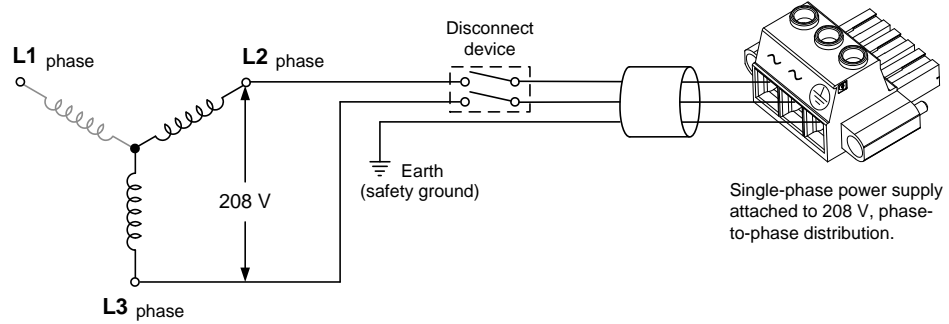 Disconnect
device
L1 phase
L2 phase
~ ~
208 V
Earth
(safety ground)
Single-phase power supply
attached to 208 V, phase-
to-phase distribution.
L3 phase